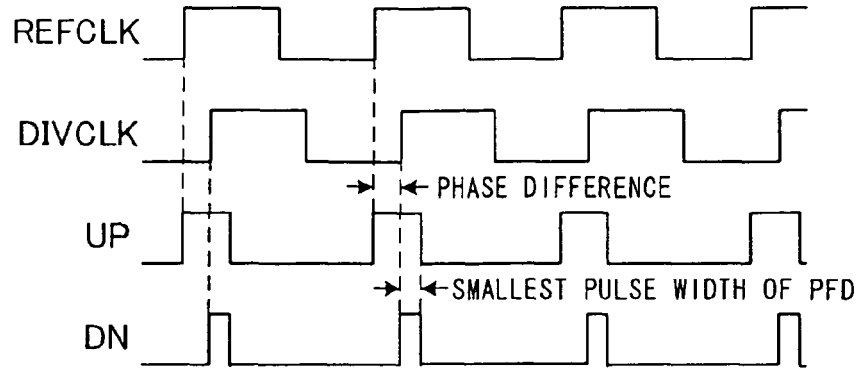 REFCLK
DIVCLK
PHASE DIFFERENCE
UP
SMALLEST PULSE WIDTH OF PFD
DN